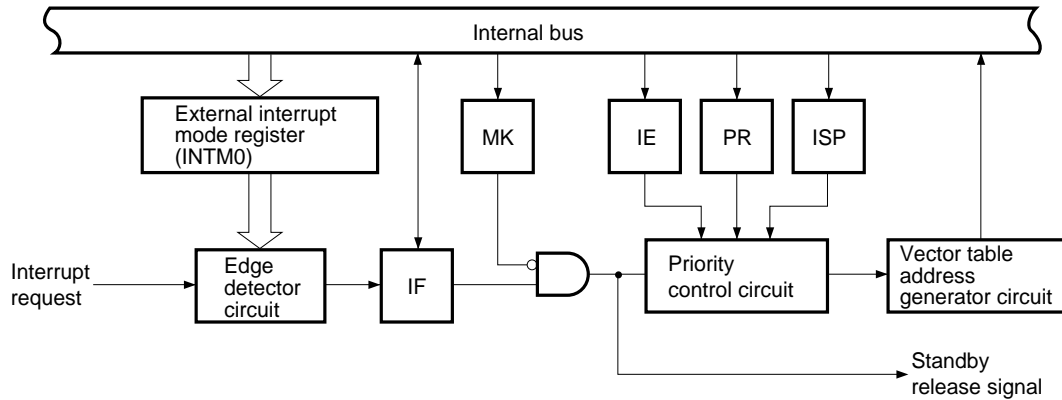 Internal bus
External interrupt
mode register
(INTM0)
MK
IE
PR
ISP
Interrupt
request
Edge
detector
circuit
IF
Priority
control circuit
Vector table
address
generator circuit
Standby
release signal